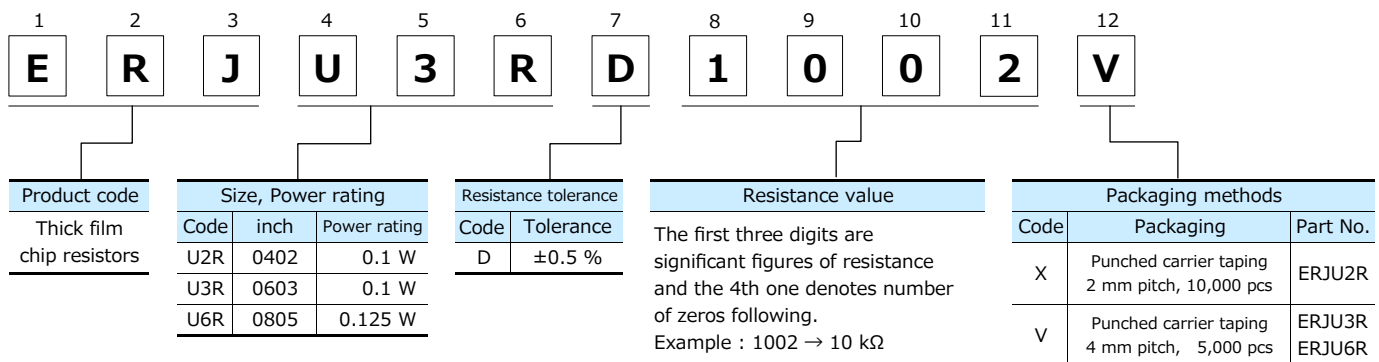 1 2 3 4 5 6 7 8 9 10 11 12
E R J U 3 R D 1 0 0 2 V
Product code
Thick film
chip resistors
Size, Power rating
Code inch Power rating
U2R 0402 0.1 W
U3R 0603 0.1 W
U6R 0805 0.125 W
Resistance tolerance
Code Tolerance
D ±0.5 %
Resistance value
The first three digits are
significant figures of resistance
and the 4th one denotes number
of zeros following.
Example : 1002 → 10 kΩ
Packaging methods
Code Packaging Part No.
X Punched carrier taping
2 mm pitch, 10,000 pcs ERJU2R
V Punched carrier taping
4 mm pitch, 5,000 pcs ERJU3R
ERJU6R